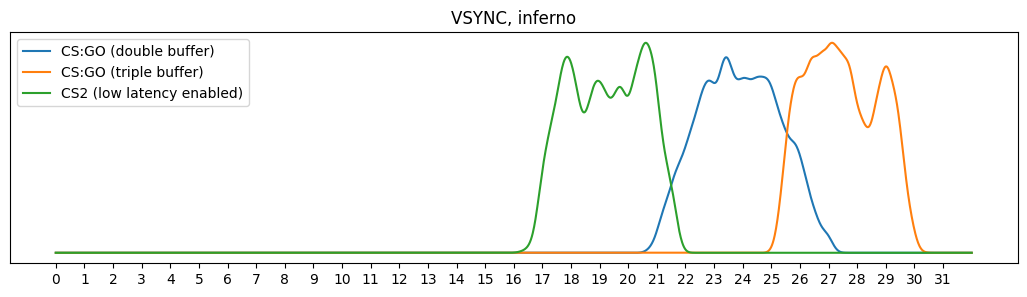 VSYNC, inferno
CS:GO (double buffer)
CS:GO (triple buffer)
CS2 (low latency enabled)
0 1 2 3 4 5 6 7 8 9 10 11 12 13 14 15 16 17 18 19 20 21 22 23 24 25 26 27 28 29 30 31